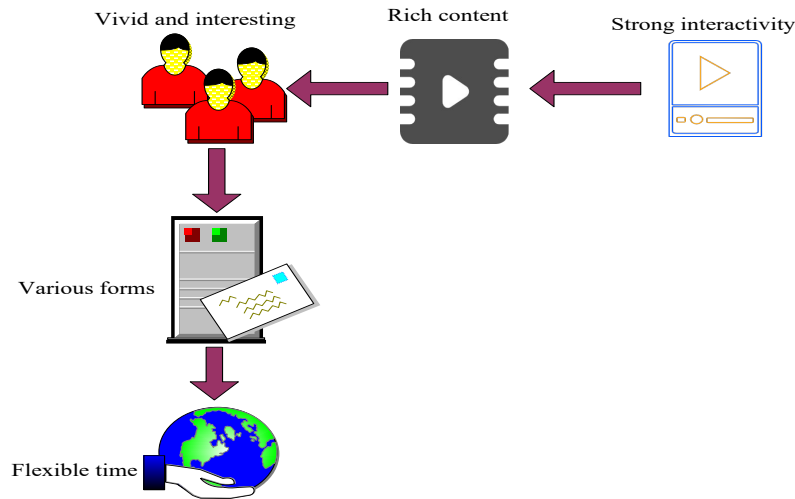 Vivid and interesting
Rich content
Strong interactivity
Various forms
Flexible time